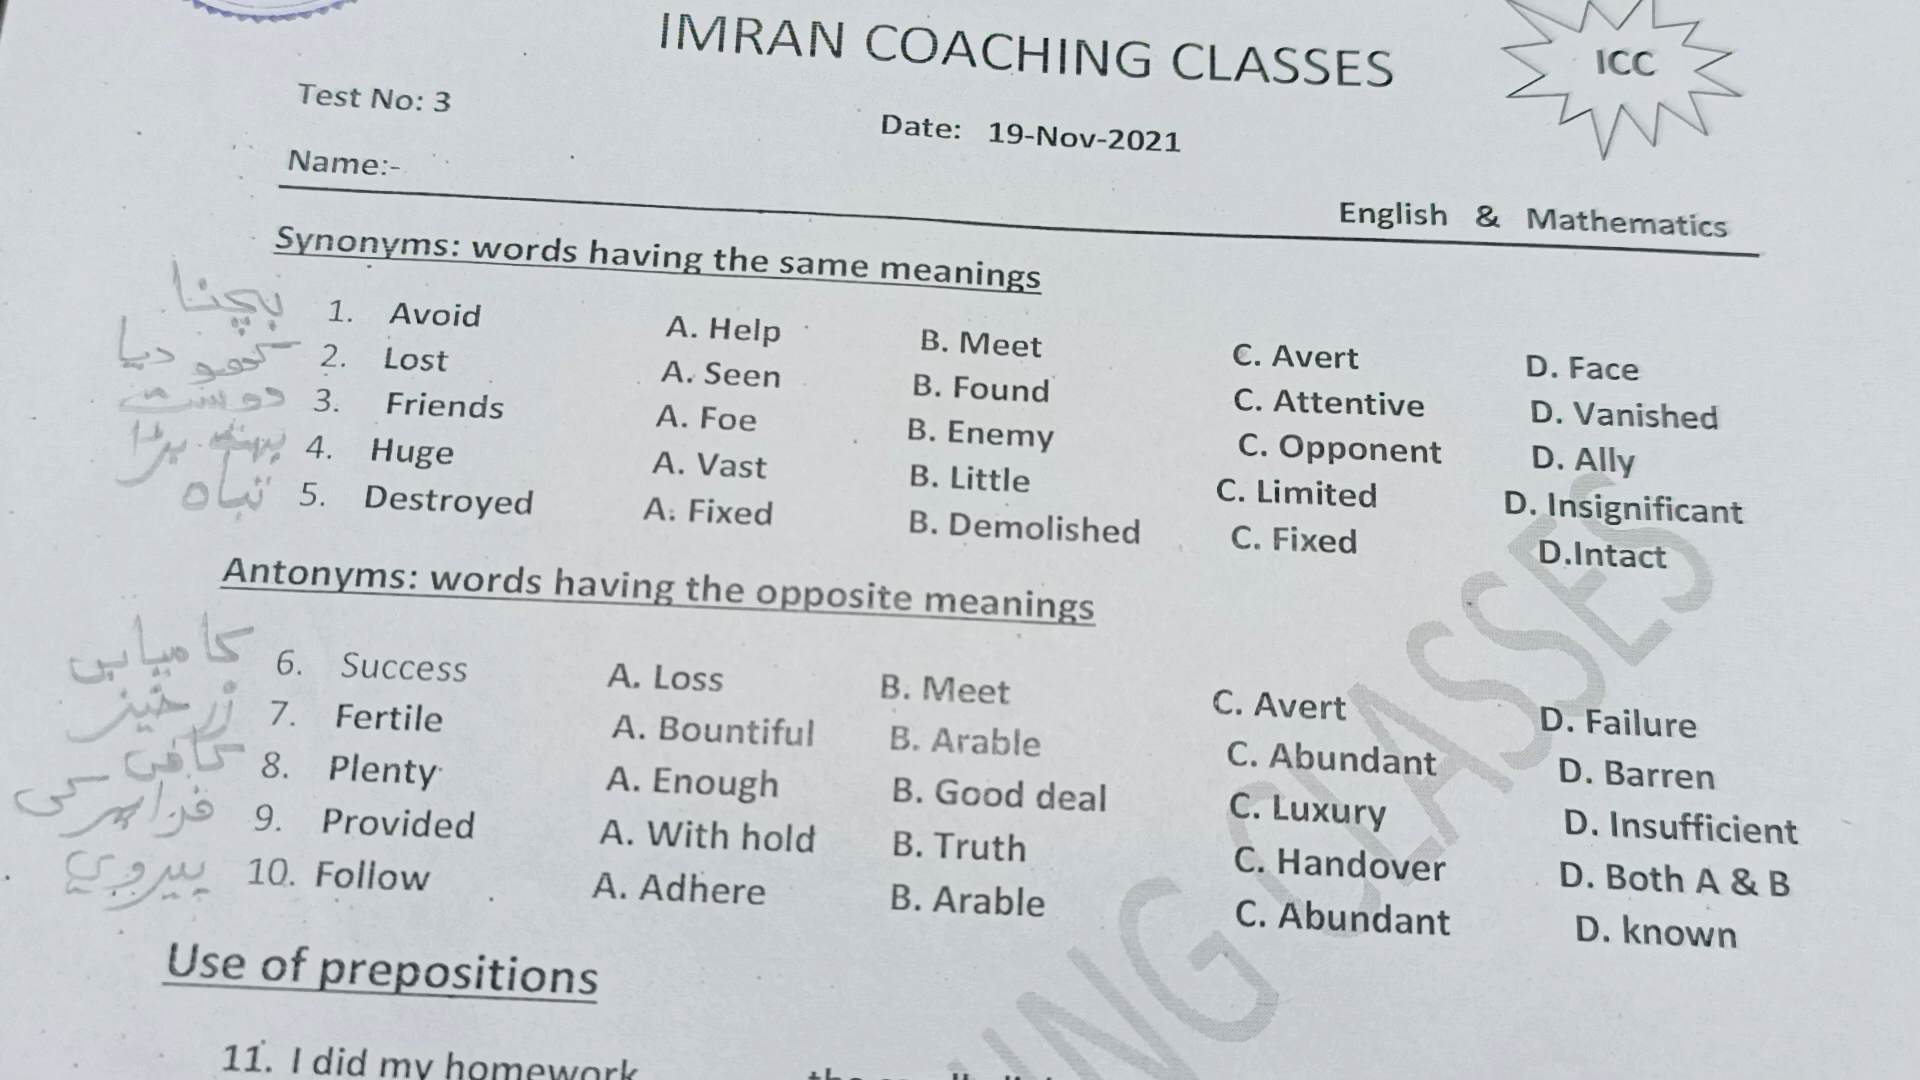 IMRAN COACHING CLASSES
ICC
Test No: 3
Date: 19-Nov-2021
Name:-
English & Mathematics
Synonyms: words having the same meanings
بچنا 1. Avoid A. Help B. Meet C. Avert D. Face
کھو دیا 2. Lost A. Seen B. Found C. Attentive D. Vanished
دوست 3. Friends A. Foe B. Enemy C. Opponent D. Ally
بہت بڑا 4. Huge A. Vast B. Little C. Limited D. Insignificant
تباہ 5. Destroyed A. Fixed B. Demolished C. Fixed D.Intact
Antonyms: words having the opposite meanings
کامیابی 6. Success A. Loss B. Meet C. Avert D. Failure
زرخیز 7. Fertile A. Bountiful B. Arable C. Abundant D. Barren
کافی 8. Plenty A. Enough B. Good deal C. Luxury D. Insufficient
فراہم کی 9. Provided A. With hold B. Truth C. Handover D. Both A & B
پیروی 10. Follow A. Adhere B. Arable C. Abundant D. known
Use of prepositions
11. I did my homework
CLASSES